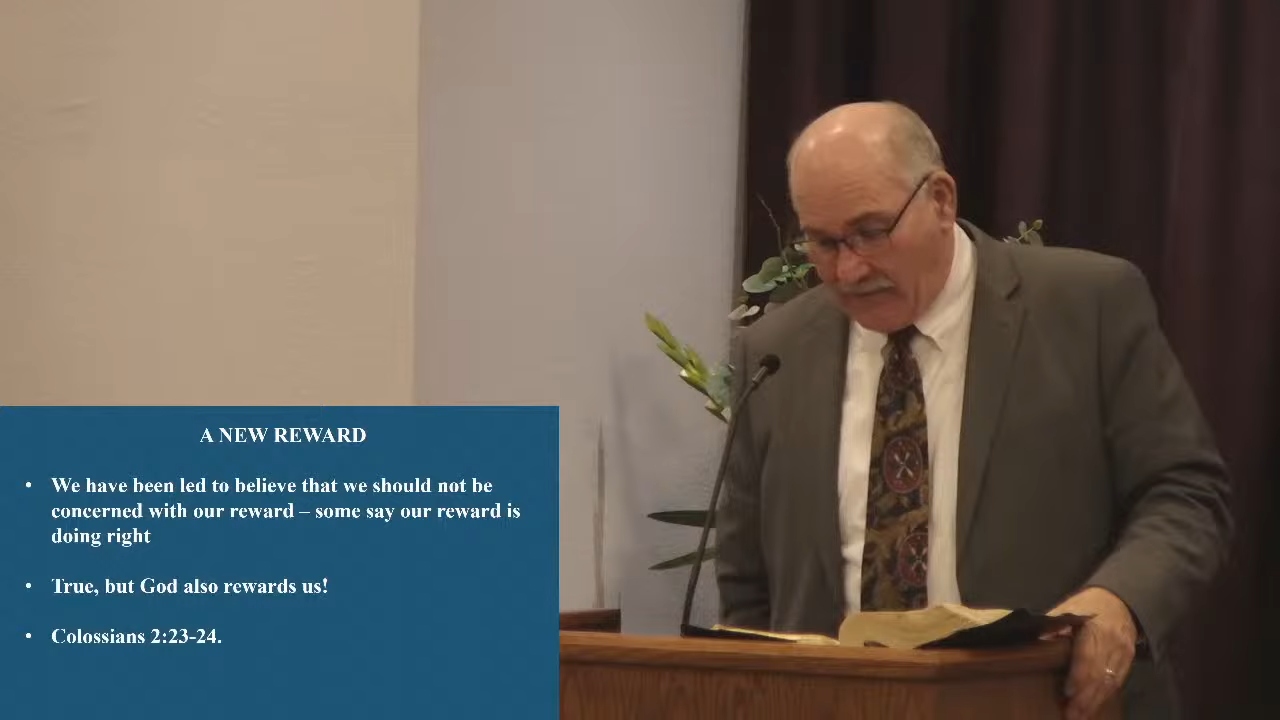 A NEW REWARD
• We have been led to believe that we should not be
concerned with our reward – some say our reward is
doing right
• True, but God also rewards us!
• Colossians 2:23-24.